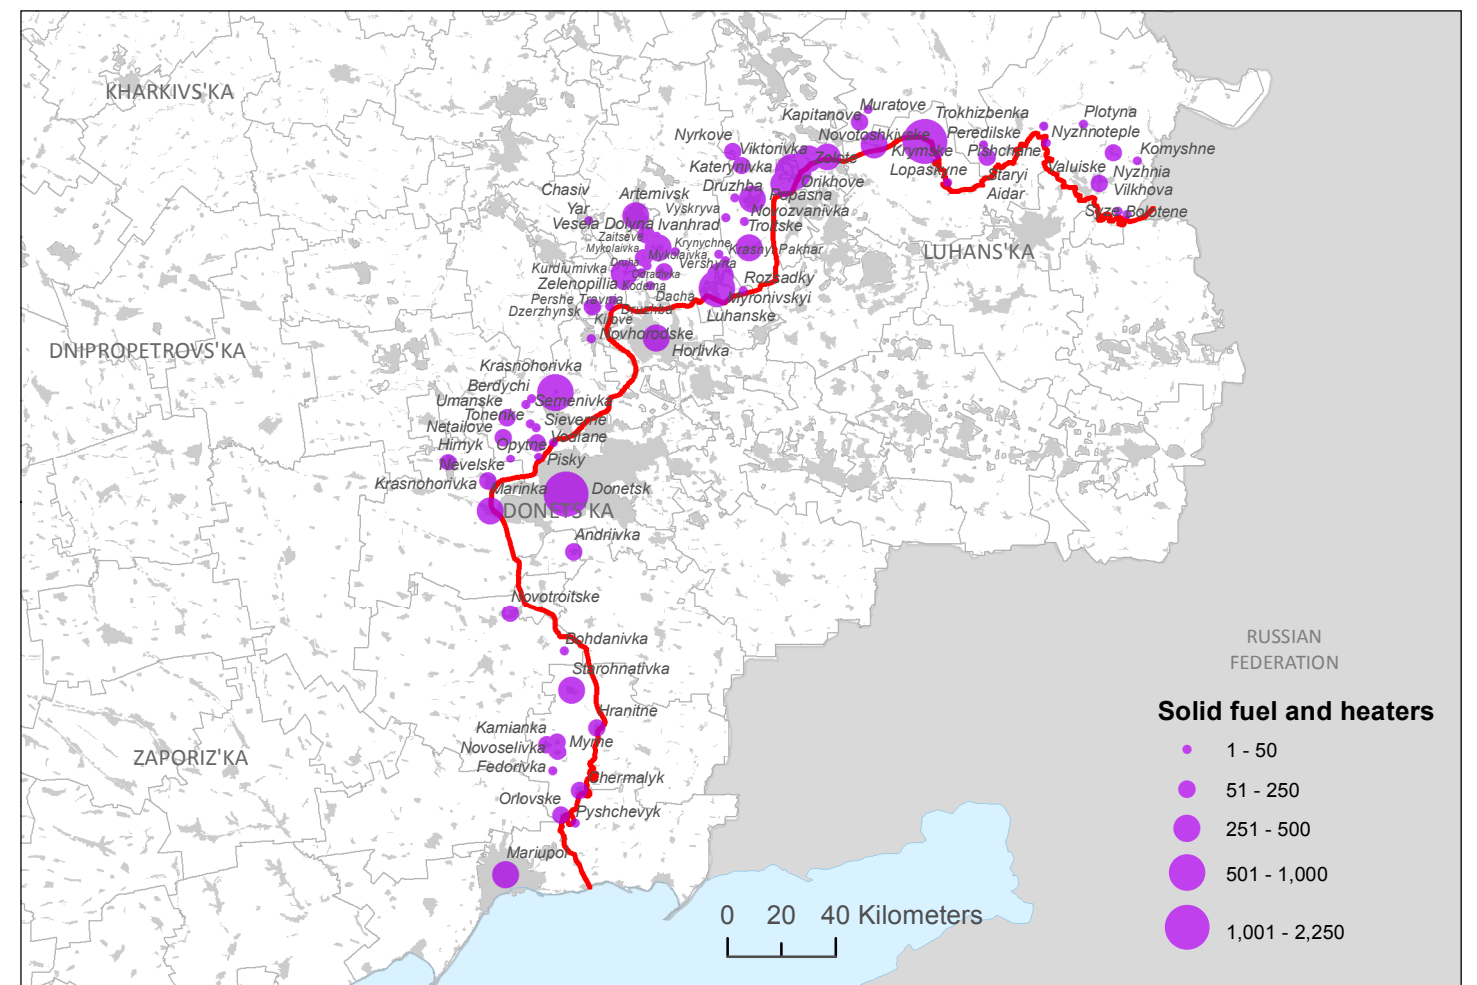 KHARKIVS'KA
Muratove
Kapitanove
Trokhizbenka
Plotyna
Nyrkove
Novotoshkivske
Peredilske
Nyzhnoteple
Viktorivka
Krymske
Pishchane
Komyshne
Katerynivka
Zolote
Lopaskyne
Staryi
Aidar
Valuiske
Nyzhnia
Vilkhova
Chasiv
Yar
Artemivsk
Druzhba
Orikhove
Popasna
Vyskryva
Novozvanivka
Syze
Bolotene
Vesela Dolyna
Ivanhrad
Troitske
Zaitseve
Mykolaivka
Krynychne
Krasnyi Pakhar
LUHANS'KA
Druha
Mykolaivka
Vershyna
Kurdiumivka
Odradivka
Zelenopillia
Kodema
Rozsadky
Pershe Travnia
Dacha
Myronivskyi
Dzerzhynsk
Druzhba
Luhanske
Kirove
Novhorodske
Horlivka
DNIPROPETROVS'KA
Krasnohorivka
Berdychi
Umanske
Semenivka
Tonenke
Sieverne
Netailove
Vodiane
Hirnyk
Opytne
Nevelske
Pisky
Krasnohorivka
Marinka
Donetsk
DONETS'KA
Andriivka
Novotroitske
Bohdanivka
Starohnativka
Hranitne
Kamianka
Myrne
Novoselivka
Fedorivka
Chermalyk
Orlovske
Pyshchevyk
Mariupol'
ZAPORIZ'KA
RUSSIAN
FEDERATION
Solid fuel and heaters
1 - 50
51 - 250
251 - 500
501 - 1,000
1,001 - 2,250
0 20 40 Kilometers